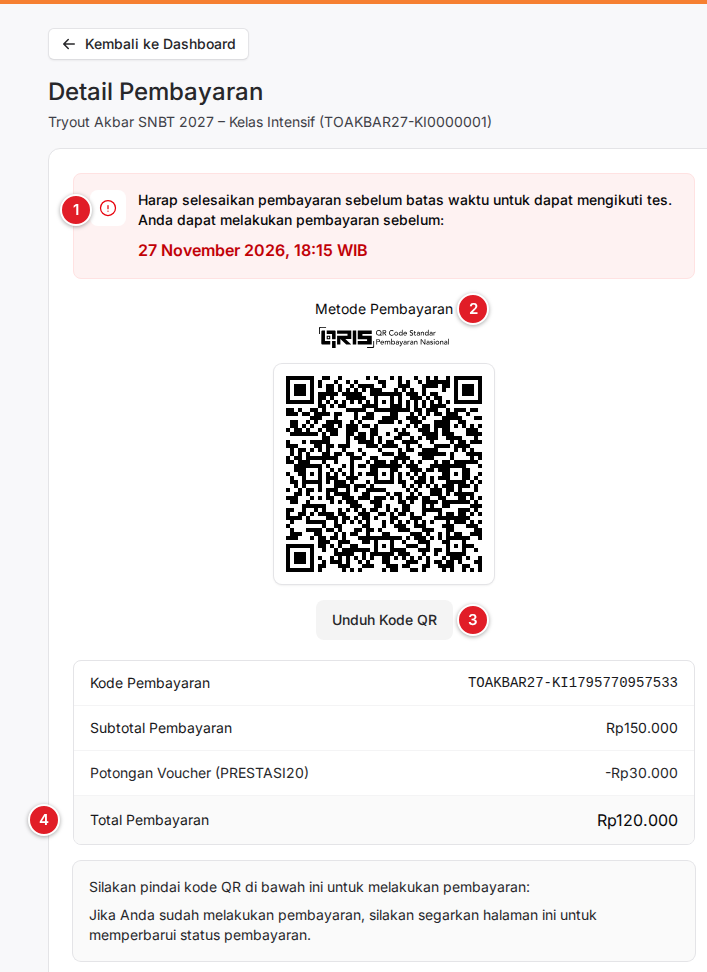 ← Kembali ke Dashboard
Detail Pembayaran
Tryout Akbar SNBT 2027 – Kelas Intensif (TOAKBAR27-KI0000001)
1
Harap selesaikan pembayaran sebelum batas waktu untuk dapat mengikuti tes.
Anda dapat melakukan pembayaran sebelum:
27 November 2026, 18:15 WIB
Metode Pembayaran 2
QRIS QR Code Standar
Pembayaran Nasional
Unduh Kode QR 3
Kode Pembayaran TOAKBAR27-KI1795770957533
Subtotal Pembayaran Rp150.000
Potongan Voucher (PRESTASI20) -Rp30.000
4 Total Pembayaran Rp120.000
Silakan pindai kode QR di bawah ini untuk melakukan pembayaran:
Jika Anda sudah melakukan pembayaran, silakan segarkan halaman ini untuk
memperbarui status pembayaran.